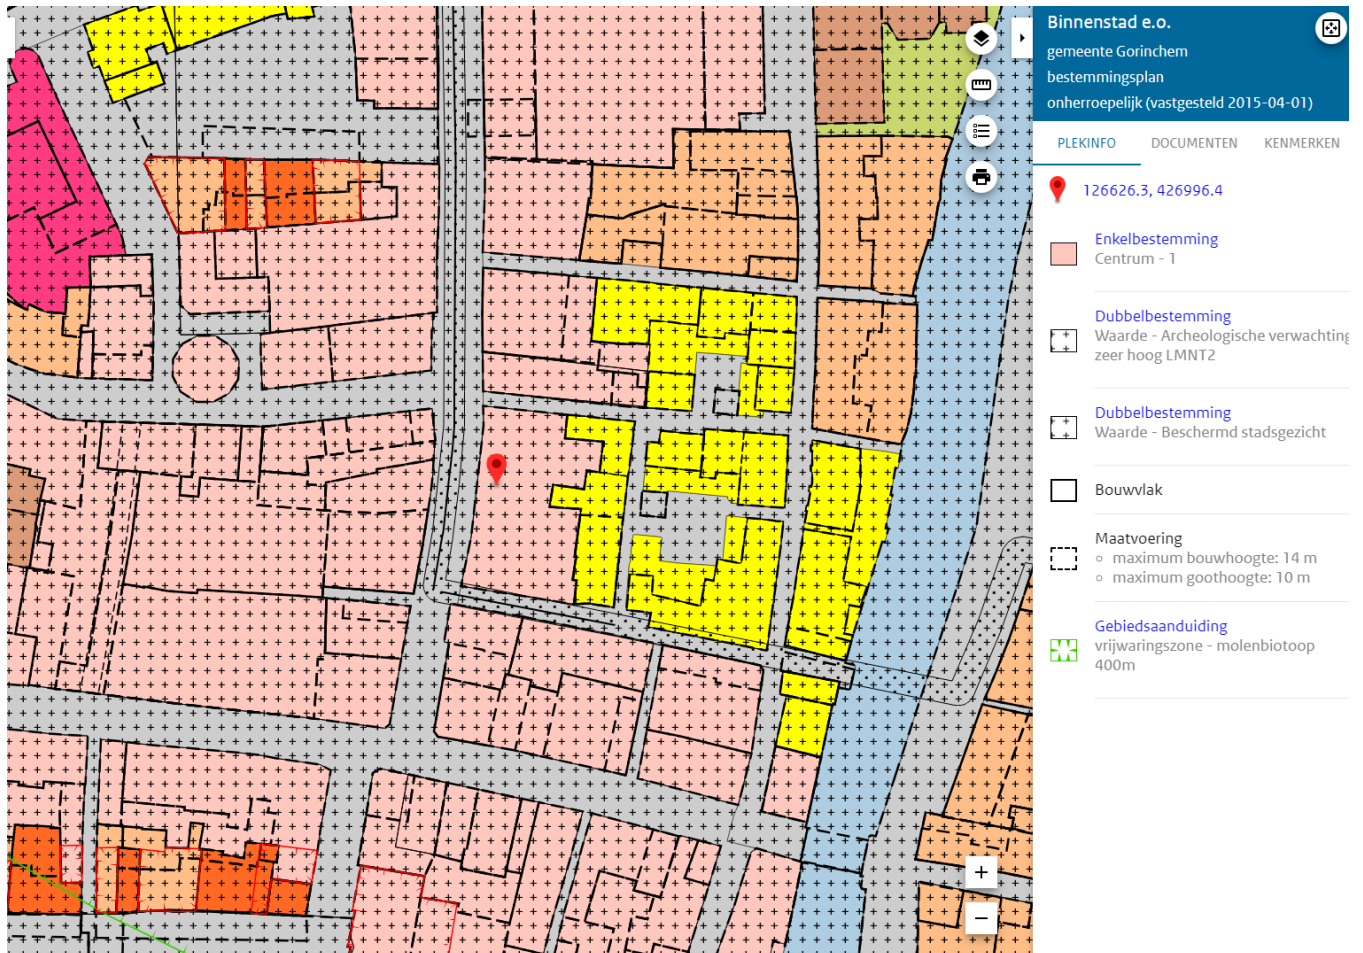 Binnenstad e.o.
gemeente Gorinchem
bestemmingsplan
onherroepelijk (vastgesteld 2015-04-01)
PLEKINFO DOCUMENTEN KENMERKEN
126626.3, 426996.4
Enkelbestemming
Centrum - 1
Dubbelbestemming
Waarde - Archeologische verwachting
zeer hoog LMNT2
Dubbelbestemming
Waarde - Beschermd stadsgezicht
Bouwvlak
Maatvoering
maximum bouwhoogte: 14 m
maximum goothoogte: 10 m
Gebiedsaanduiding
vrijwaringszone - molenbiotoop
400m